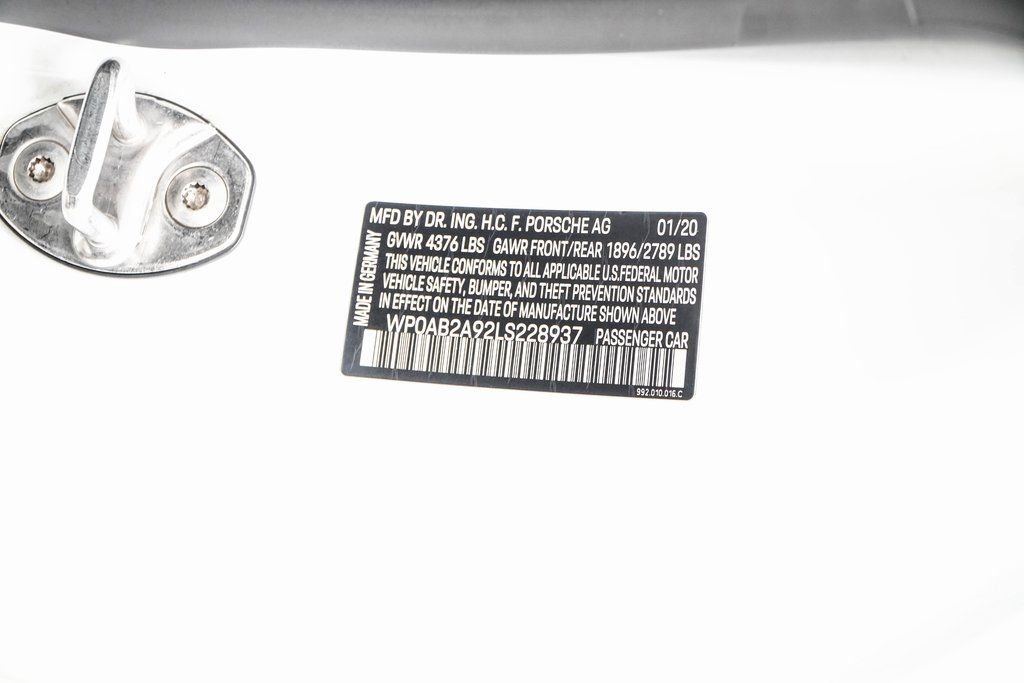 MFD BY DR. ING. H.C. F. PORSCHE AG 01/20
GVWR 4376 LBS GAWR FRONT/REAR 1896/2789 LBS
THIS VEHICLE CONFORMS TO ALL APPLICABLE U.S.FEDERAL MOTOR
VEHICLE SAFETY, BUMPER, AND THEFT PREVENTION STANDARDS
IN EFFECT ON THE DATE OF MANUFACTURE SHOWN ABOVE
WP0AB2A92LS228937 PASSENGER CAR
992.010.016.C
MADE IN GERMANY